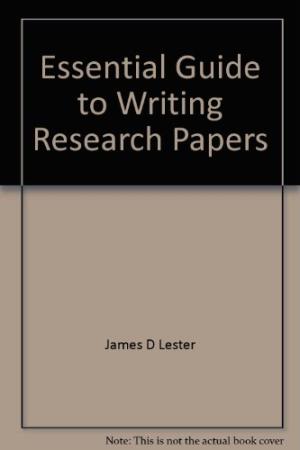 Essential Guide
to Writing
Research Papers
James D Lester
Note: This is not the actual book cover